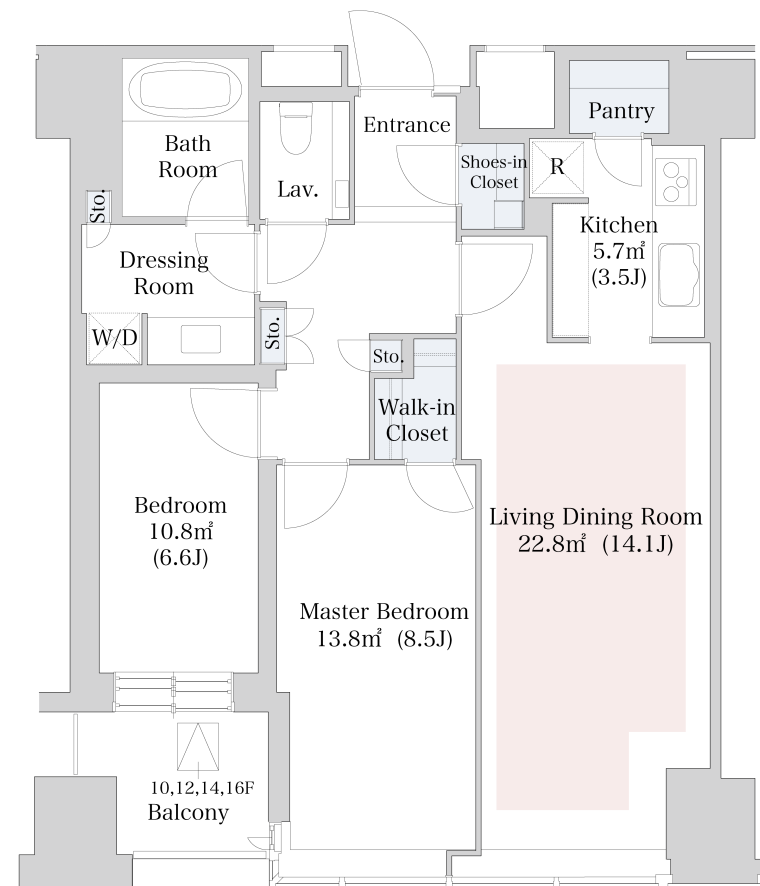 Entrance
Pantry
Bath
Room
Lav.
Shoes-in
Closet
R
Sto.
Kitchen
5.7㎡
(3.5J)
Dressing
Room
W/D
Sto.
Sto.
Walk-in
Closet
Bedroom
10.8㎡
(6.6J)
Living Dining Room
22.8㎡ (14.1J)
Master Bedroom
13.8㎡ (8.5J)
10,12,14,16F
Balcony